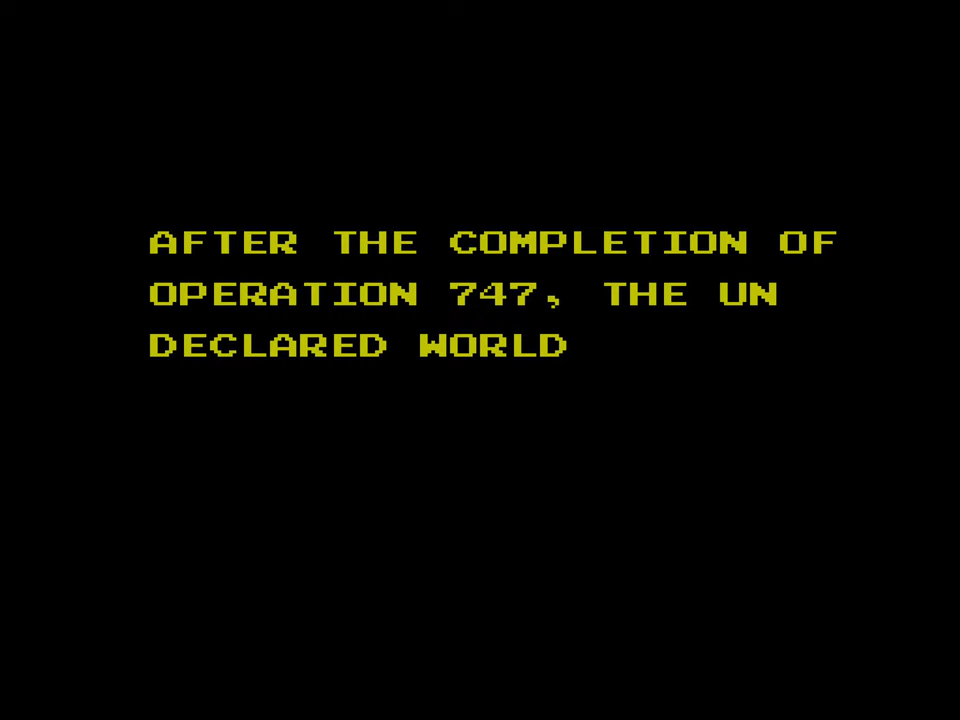 AFTER THE COMPLETION OF
OPERATION 747, THE UN
DECLARED WORLD